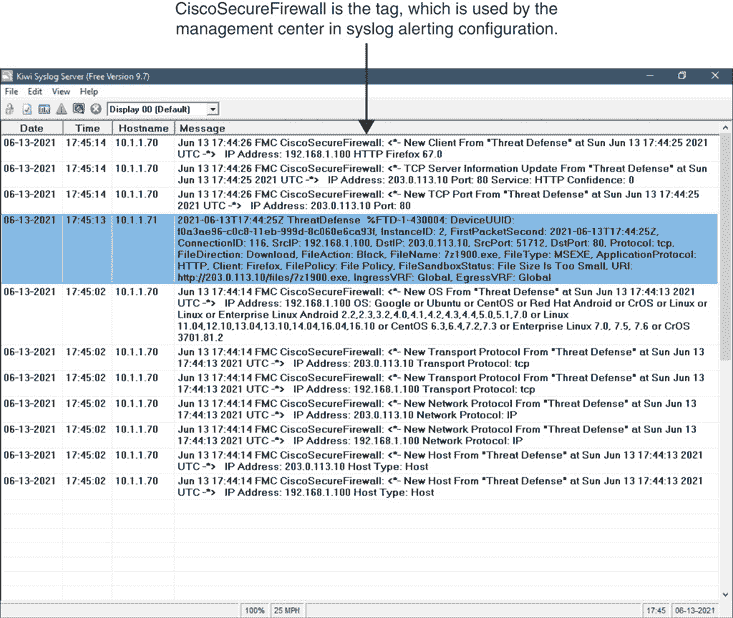 CiscoSecureFirewall is the tag, which is used by the
management center in syslog alerting configuration.
Kiwi Syslog Server (Free Version 9.7)
File Edit View Help
Display 00 (Default)
Date Time Hostname Message
06-13-2021 17:45:14 10.1.1.70 Jun 13 17:44:26 FMC CiscoSecureFirewall: <*- New Client From "Threat Defense" at Sun Jun 13 17:44:25 2021
UTC -*> IP Address: 192.168.1.100 HTTP Firefox 67.0
06-13-2021 17:45:14 10.1.1.70 Jun 13 17:44:26 FMC CiscoSecureFirewall: <*- TCP Server Information Update From "Threat Defense" at Sun
Jun 13 17:44:25 2021 UTC -*> IP Address: 203.0.113.10 Port: 80 Service: HTTP Confidence: 0
06-13-2021 17:45:14 10.1.1.70 Jun 13 17:44:26 FMC CiscoSecureFirewall: <*- New TCP Port From "Threat Defense" at Sun Jun 13 17:44:25
2021 UTC -*> IP Address: 203.0.113.10 Port: 80
06-13-2021 17:45:13 10.1.1.71 2021-06-13T17:44:25Z ThreatDefense %FTD-1-430004: DeviceUUID:
f0a3ae96-c0c8-11eb-999d-8c060e6ca93f, InstanceID: 2, FirstPacketSecond: 2021-06-13T17:44:25Z,
ConnectionID: 116, SrcIP: 192.168.1.100, DstIP: 203.0.113.10, SrcPort: 51712, DstPort: 80, Protocol: tcp,
FileDirection: Download, FileAction: Block, FileName: 7z1900.exe, FileType: MSEXE, ApplicationProtocol:
HTTP, Client: Firefox, FilePolicy: File Policy, FileSandboxStatus: File Size Is Too Small, URI:
http://203.0.113.10/files/7z1900.exe, IngressVRF: Global, EgressVRF: Global
06-13-2021 17:45:02 10.1.1.70 Jun 13 17:44:14 FMC CiscoSecureFirewall: <*- New OS From "Threat Defense" at Sun Jun 13 17:44:13 2021
UTC -*> IP Address: 192.168.1.100 OS: Google or Ubuntu or CentOS or Red Hat Android or CrOS or Linux or
Linux or Enterprise Linux Android 2.2,2.3,3.2,4.0,4.1,4.2,4.3,4.4,5.0,5.1,7.0 or Linux
11.04,12.10,13.04,13.10,14.04,16.04,16.10 or CentOS 6.3,6.4,7.2,7.3 or Enterprise Linux 7.0, 7.5, 7.6 or CrOS
3701.81.2
06-13-2021 17:45:02 10.1.1.70 Jun 13 17:44:14 FMC CiscoSecureFirewall: <*- New Transport Protocol From "Threat Defense" at Sun Jun 13
17:44:13 2021 UTC -*> IP Address: 203.0.113.10 Transport Protocol: tcp
06-13-2021 17:45:02 10.1.1.70 Jun 13 17:44:14 FMC CiscoSecureFirewall: <*- New Transport Protocol From "Threat Defense" at Sun Jun 13
17:44:13 2021 UTC -*> IP Address: 192.168.1.100 Transport Protocol: tcp
06-13-2021 17:45:02 10.1.1.70 Jun 13 17:44:14 FMC CiscoSecureFirewall: <*- New Network Protocol From "Threat Defense" at Sun Jun 13
17:44:13 2021 UTC -*> IP Address: 203.0.113.10 Network Protocol: IP
06-13-2021 17:45:02 10.1.1.70 Jun 13 17:44:14 FMC CiscoSecureFirewall: <*- New Network Protocol From "Threat Defense" at Sun Jun 13
17:44:13 2021 UTC -*> IP Address: 192.168.1.100 Network Protocol: IP
06-13-2021 17:45:02 10.1.1.70 Jun 13 17:44:14 FMC CiscoSecureFirewall: <*- New Host From "Threat Defense" at Sun Jun 13 17:44:13 2021
UTC -*> IP Address: 203.0.113.10 Host Type: Host
06-13-2021 17:45:02 10.1.1.70 Jun 13 17:44:14 FMC CiscoSecureFirewall: <*- New Host From "Threat Defense" at Sun Jun 13 17:44:13 2021
UTC -*> IP Address: 192.168.1.100 Host Type: Host
100% 25 MPH 17:45 06-13-2021